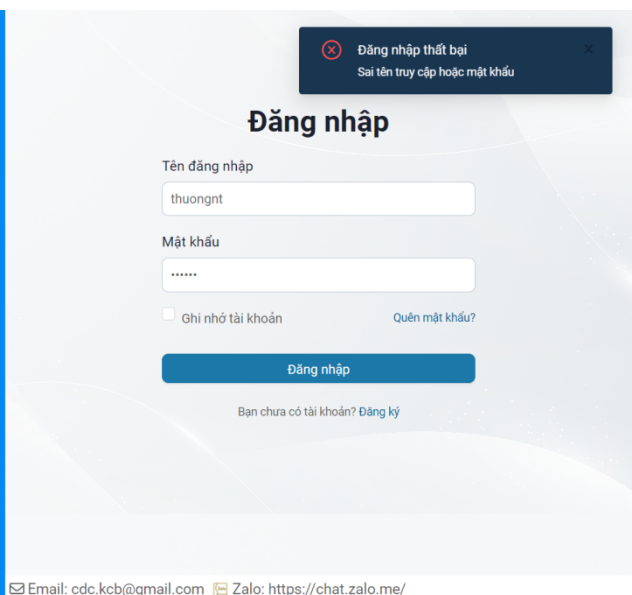 Đăng nhập thất bại
Sai tên truy cập hoặc mật khẩu
Đăng nhập
Tên đăng nhập
thuongnt
Mật khẩu
••••••
Ghi nhớ tài khoản
Quên mật khẩu?
Đăng nhập
Bạn chưa có tài khoản? Đăng ký
Email: cdc.kcb@gmail.com Zalo: https://chat.zalo.me/